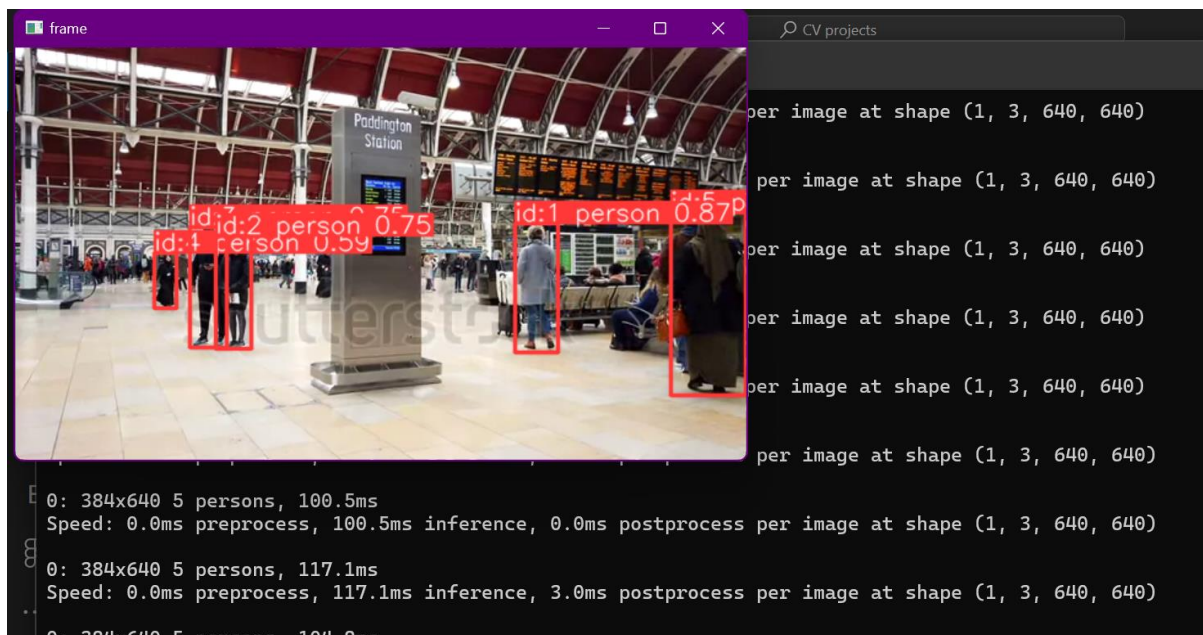 frame
CV projects
Paddington
Station
id:2 person 0.75
id:4 person 0.59
id:1 person 0.87
id:5 p
per image at shape (1, 3, 640, 640)
per image at shape (1, 3, 640, 640)
per image at shape (1, 3, 640, 640)
per image at shape (1, 3, 640, 640)
per image at shape (1, 3, 640, 640)
per image at shape (1, 3, 640, 640)
0: 384x640 5 persons, 100.5ms
Speed: 0.0ms preprocess, 100.5ms inference, 0.0ms postprocess per image at shape (1, 3, 640, 640)
0: 384x640 5 persons, 117.1ms
Speed: 0.0ms preprocess, 117.1ms inference, 3.0ms postprocess per image at shape (1, 3, 640, 640)